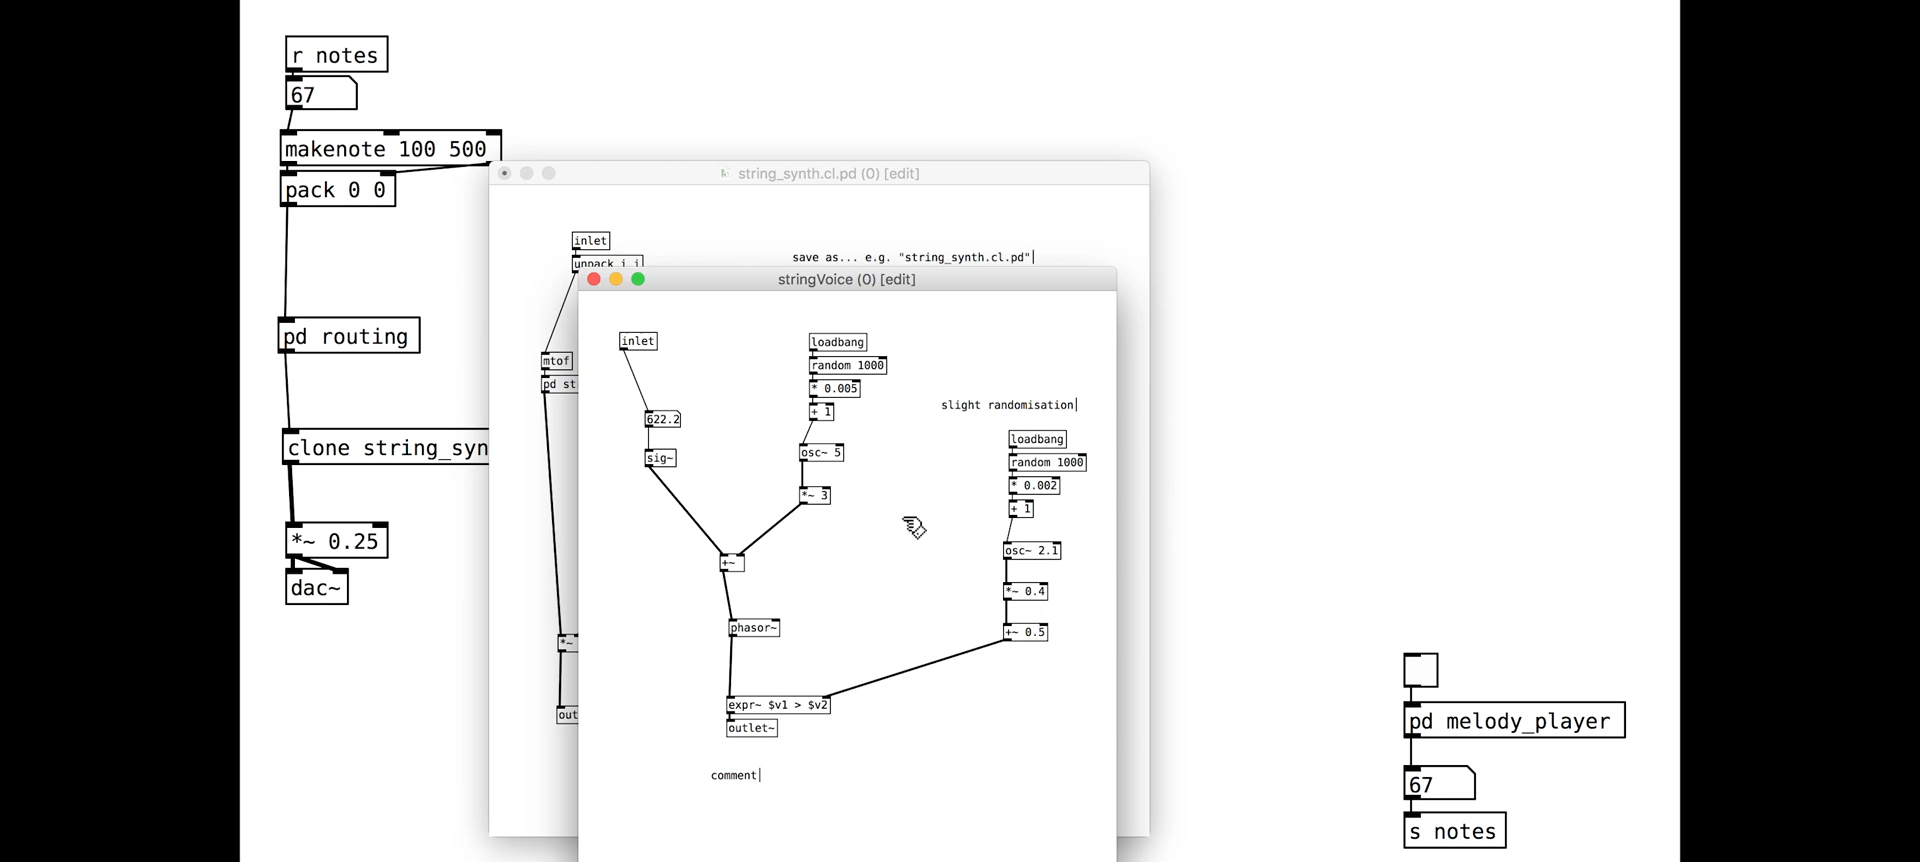 r notes
67
makenote 100 500
pack 0 0
pd routing
clone string_syn
*~ 0.25
dac~
string_synth.cl.pd (0) [edit]
inlet
unpack i i
save as... e.g. "string_synth.cl.pd"
mtof
pd st
*~
out
stringVoice (0) [edit]
inlet
622.2
sig~
loadbang
random 1000
* 0.005
+ 1
osc~ 5
*~ 3
+~
phasor~
expr~ $v1 > $v2
outlet~
comment
slight randomisation
loadbang
random 1000
* 0.002
+ 1
osc~ 2.1
*~ 0.4
+~ 0.5
pd melody_player
67
s notes